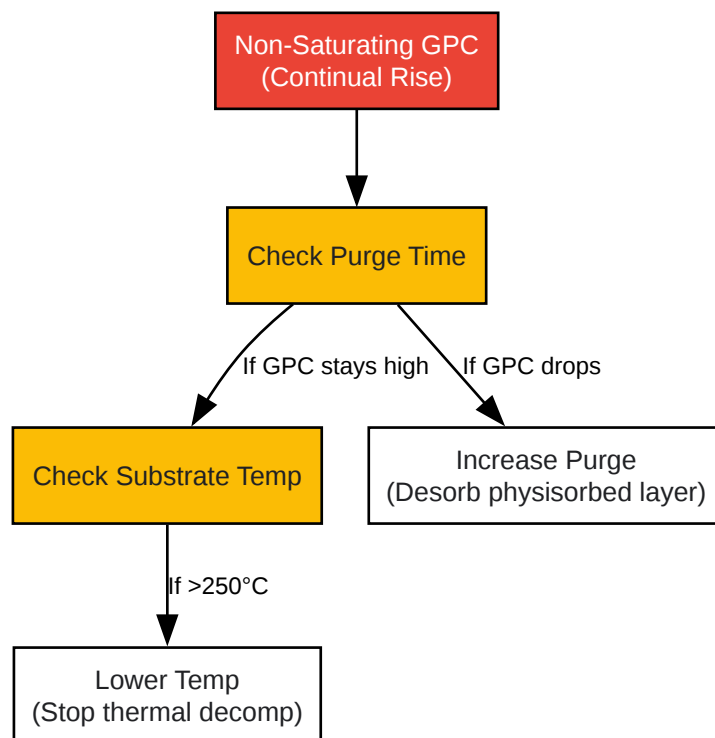 Non-Saturating GPC
(Continual Rise)
Check Purge Time
If GPC stays high
If GPC drops
Check Substrate Temp
Increase Purge
(Desorb physisorbed layer)
If >250°C
Lower Temp
(Stop thermal decomp)